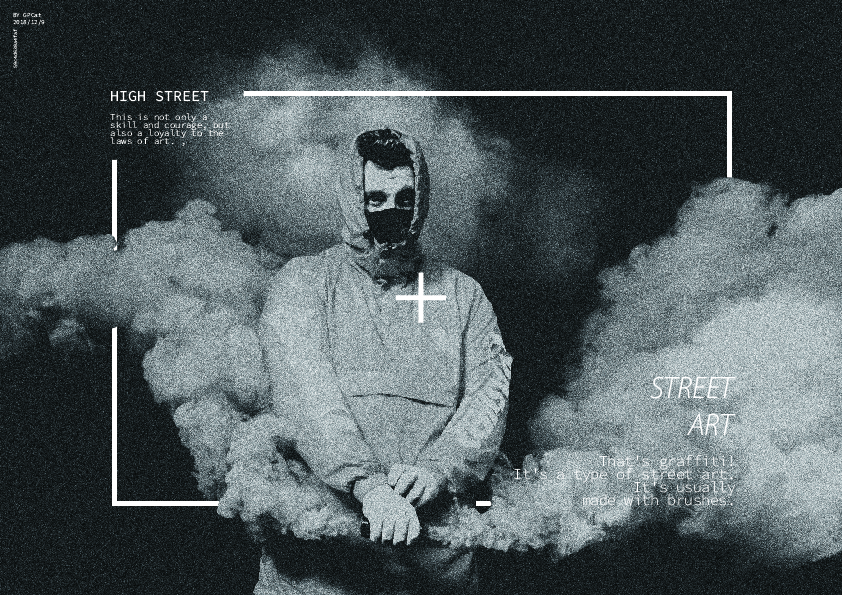 BY GPCat
2018/12/9
HIGH STREET
This is not only a
skill and courage, but
also a loyalty to the
laws of art. ,
STREET
ART
That's graffiti!
It's a type of street art.
It's usually
made with brushes.